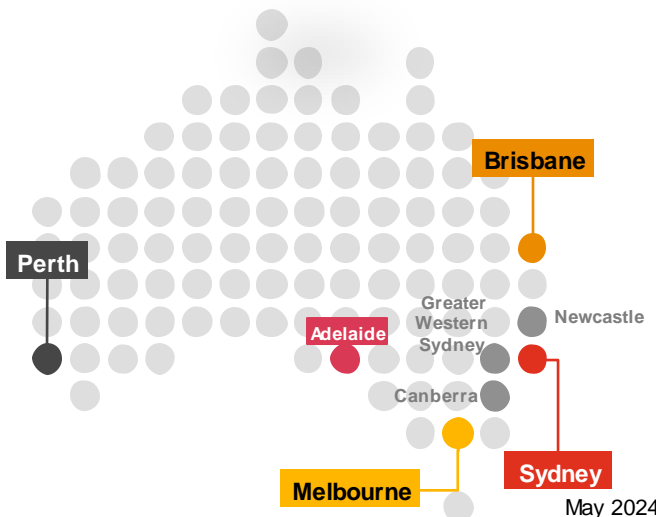 Brisbane
Perth
Greater
Western
Sydney
Newcastle
Adelaide
Canberra
Sydney
Melbourne
May 2024